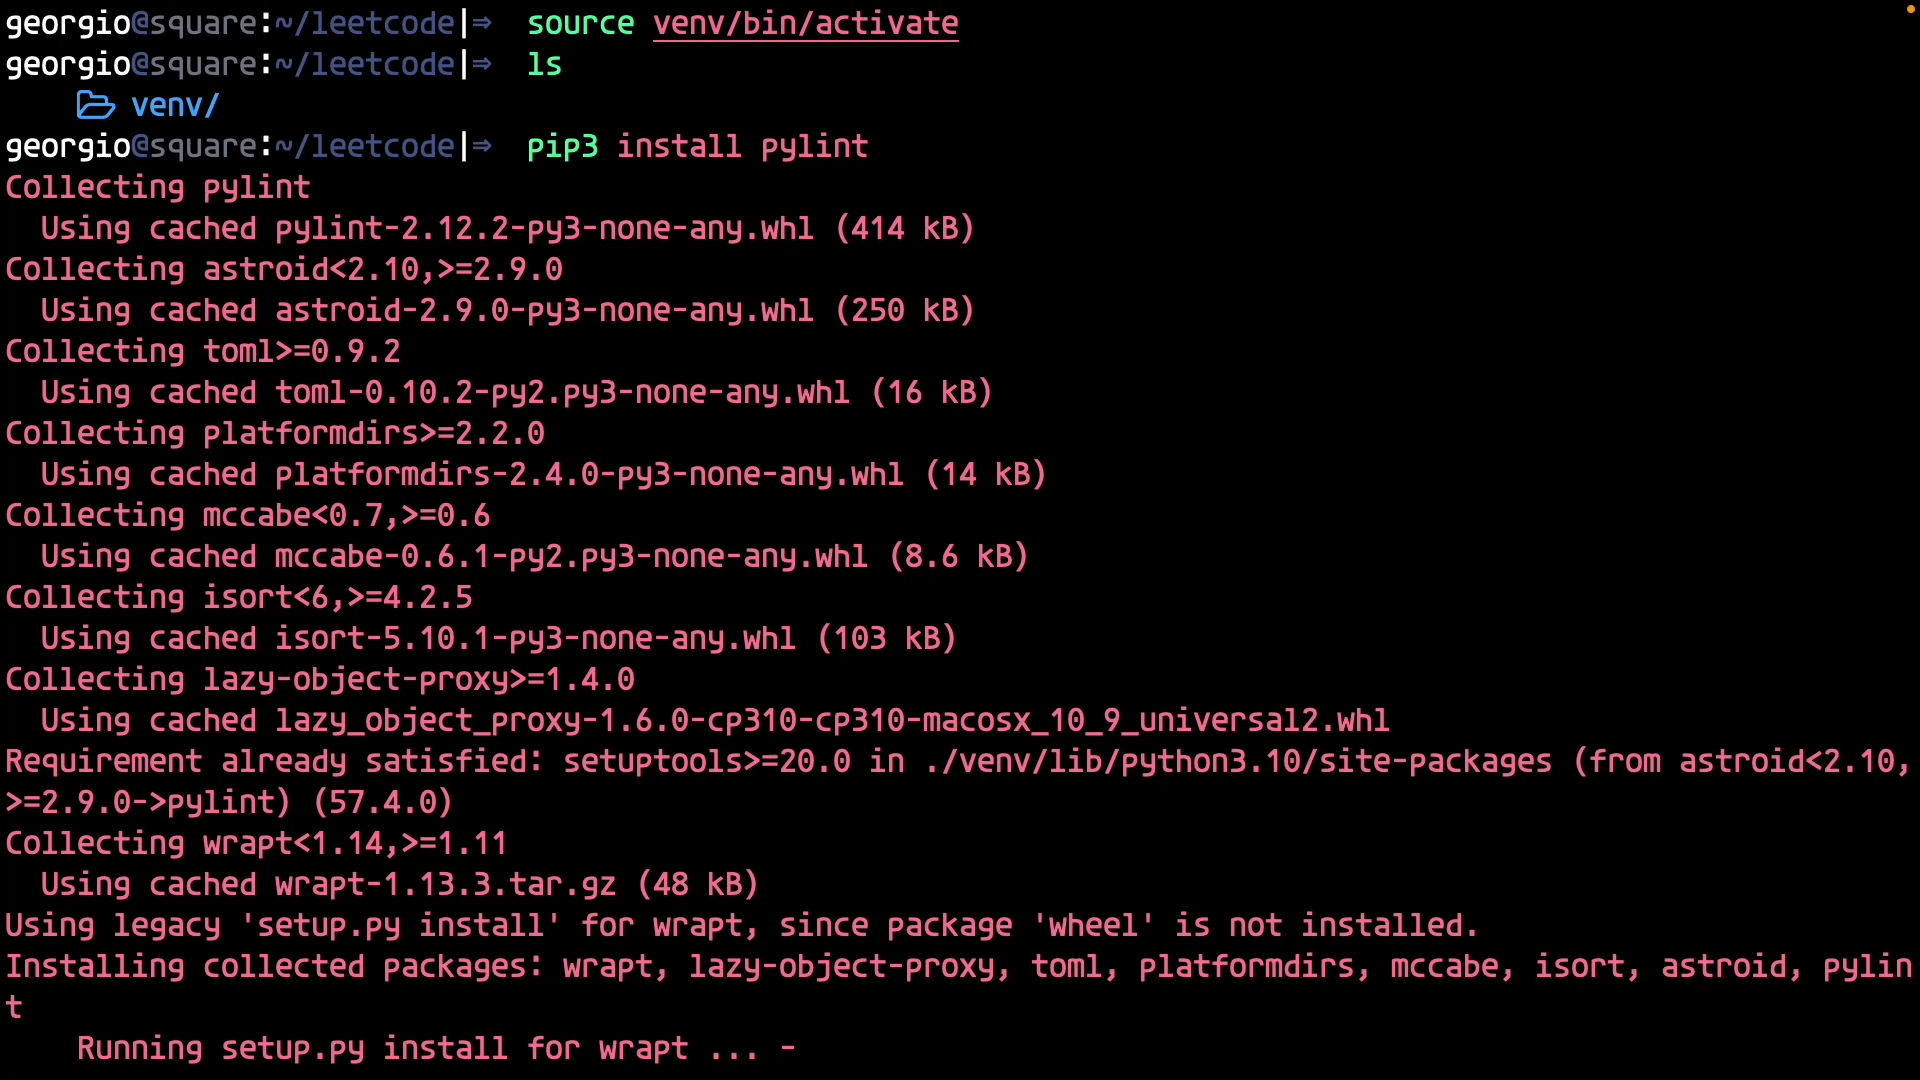 georgio@square:~/leetcode|⇒  source venv/bin/activate
georgio@square:~/leetcode|⇒  ls
venv/
georgio@square:~/leetcode|⇒  pip3 install pylint
Collecting pylint
  Using cached pylint-2.12.2-py3-none-any.whl (414 kB)
Collecting astroid<2.10,>=2.9.0
  Using cached astroid-2.9.0-py3-none-any.whl (250 kB)
Collecting toml>=0.9.2
  Using cached toml-0.10.2-py2.py3-none-any.whl (16 kB)
Collecting platformdirs>=2.2.0
  Using cached platformdirs-2.4.0-py3-none-any.whl (14 kB)
Collecting mccabe<0.7,>=0.6
  Using cached mccabe-0.6.1-py2.py3-none-any.whl (8.6 kB)
Collecting isort<6,>=4.2.5
  Using cached isort-5.10.1-py3-none-any.whl (103 kB)
Collecting lazy-object-proxy>=1.4.0
  Using cached lazy_object_proxy-1.6.0-cp310-cp310-macosx_10_9_universal2.whl
Requirement already satisfied: setuptools>=20.0 in ./venv/lib/python3.10/site-packages (from astroid<2.10,
>=2.9.0->pylint) (57.4.0)
Collecting wrapt<1.14,>=1.11
  Using cached wrapt-1.13.3.tar.gz (48 kB)
Using legacy 'setup.py install' for wrapt, since package 'wheel' is not installed.
Installing collected packages: wrapt, lazy-object-proxy, toml, platformdirs, mccabe, isort, astroid, pylin
t
    Running setup.py install for wrapt ... -